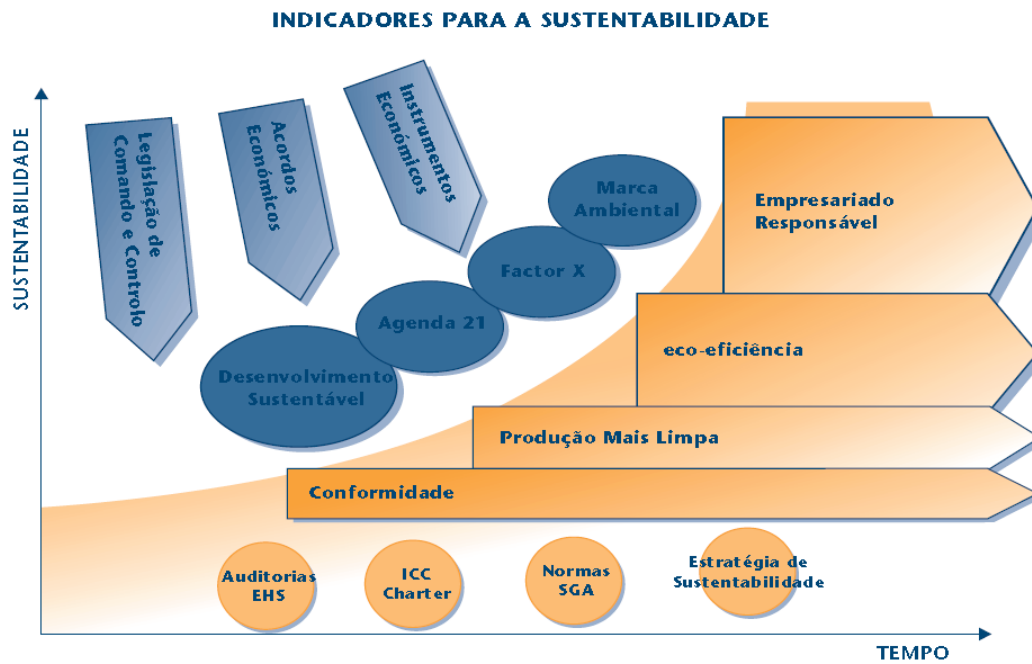 INDICADORES PARA A SUSTENTABILIDADE
SUSTENTABILIDADE
Legislação de
Comando e Controlo
Acordos
Económicos
Instrumentos
Económicos
Marca
Ambiental
Factor X
Agenda 21
Desenvolvimento
Sustentável
Empresariado
Responsável
eco-eficiência
Produção Mais Limpa
Conformidade
Auditorias
EHS
ICC
Charter
Normas
SGA
Estratégia de
Sustentabilidade
TEMPO